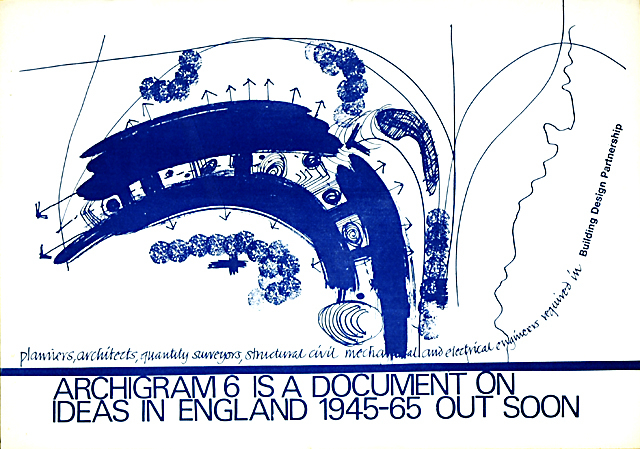 planners, architects, quantity surveyors, structural civil mechanical and electrical engineers required in Building Design Partnership
ARCHIGRAM 6 IS A DOCUMENT ON
IDEAS IN ENGLAND 1945-65 OUT SOON